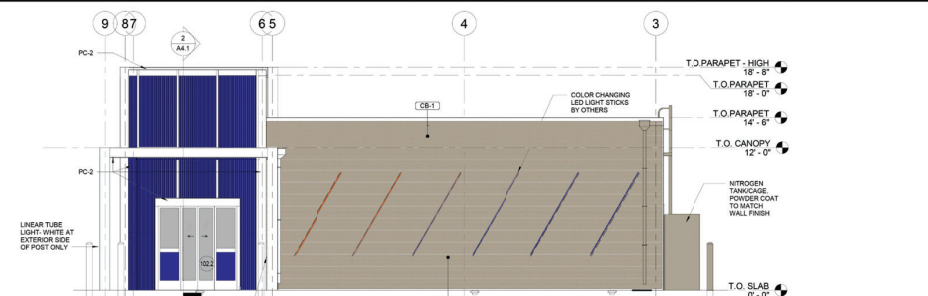 9
8
7
6
5
4
3
2
A4.1
PC-2
T.O.PARAPET - HIGH
18' - 8"
T.O.PARAPET
18' - 0"
COLOR CHANGING
LED LIGHT STICKS
BY OTHERS
CB-1
T.O.PARAPET
14' - 6"
T.O. CANOPY
12' - 0"
PC-2
NITROGEN
TANK/CAGE.
POWDER COAT
TO MATCH
WALL FINISH
LINEAR TUBE
LIGHT- WHITE AT
EXTERIOR SIDE
OF POST ONLY
102.2
T.O. SLAB
0' - 0"